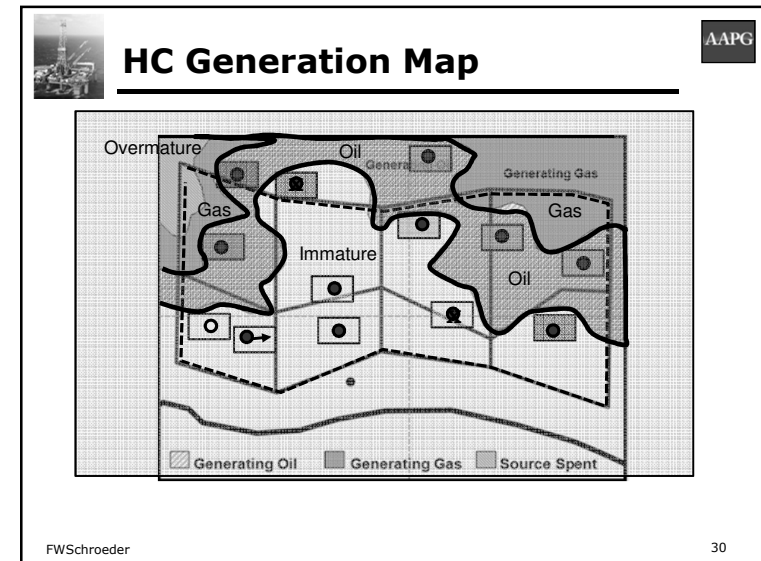 HC Generation Map
AAPG
Overmature
Oil
Generating Gas
Gas
Gas
Immature
Oil
Generating Oil
Generating Gas
Source Spent
FWSchroeder
30